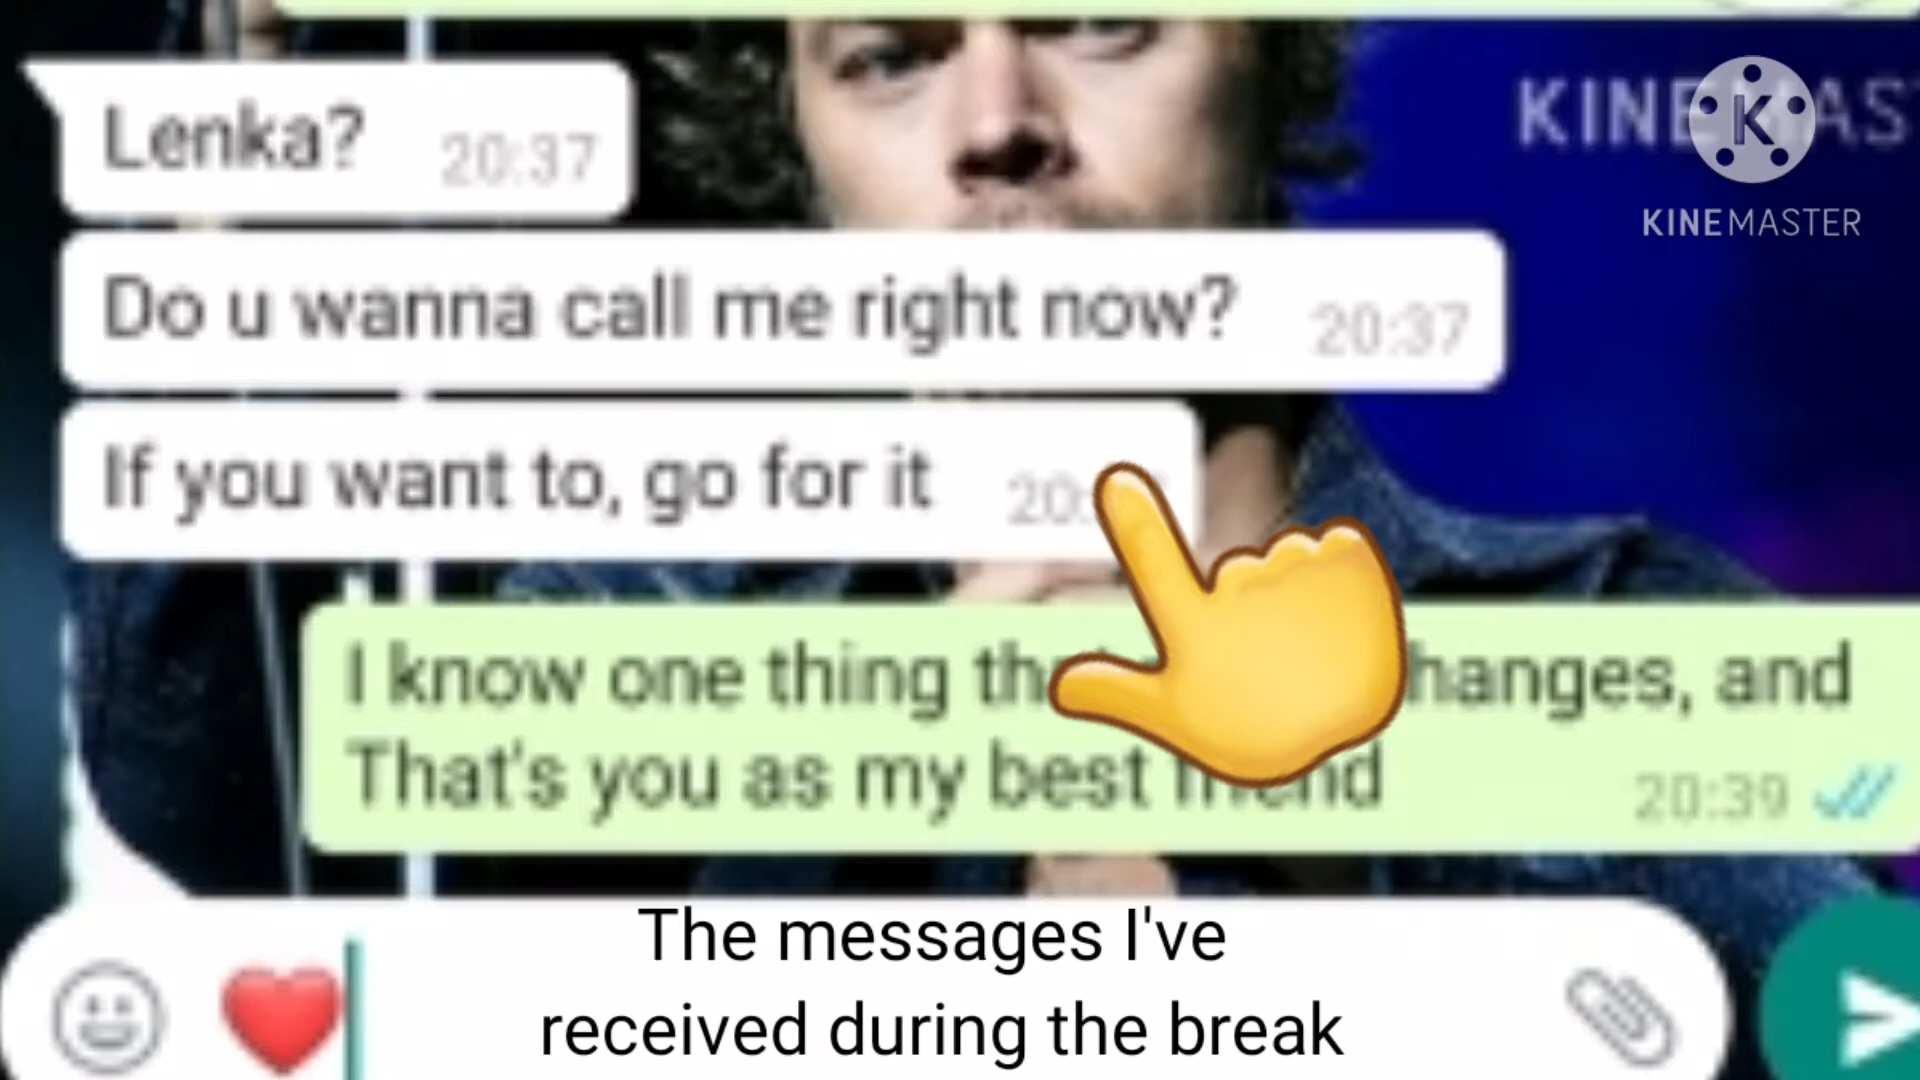 KINEMAS
K
KINEMASTER
Lenka? 20:37
Do u wanna call me right now? 20:37
If you want to, go for it
I know one thing and
That's you as my best 20:39
The messages I've
received during the break